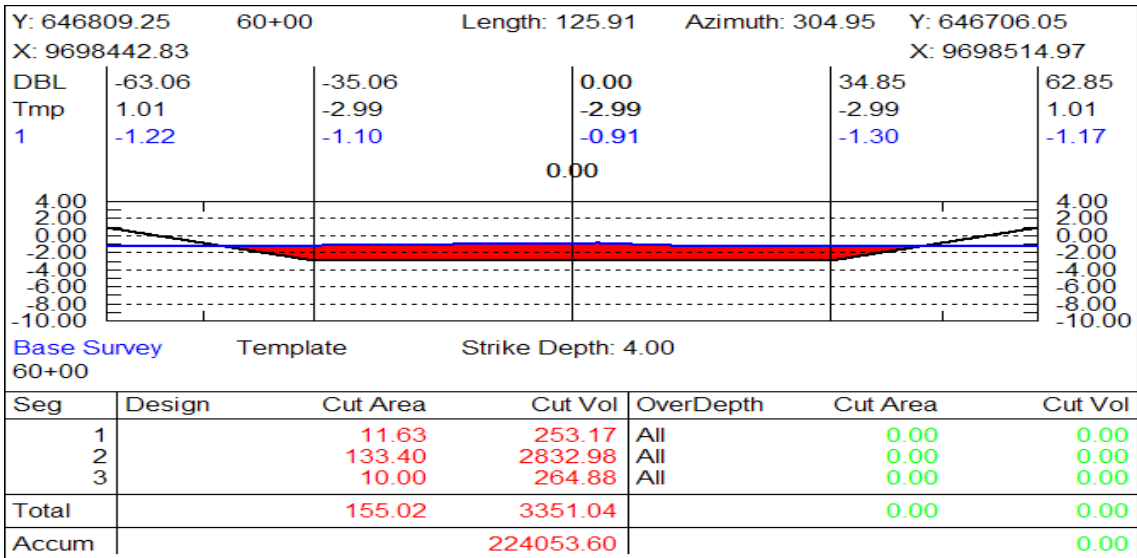 Y: 646809.25 60+00 Length: 125.91 Azimuth: 304.95 Y: 646706.05
X: 9698442.83 X: 9698514.97
DBL -63.06 -35.06 0.00 34.85 62.85
Tmp 1.01 -2.99 -2.99 -2.99 1.01
1 -1.22 -1.10 -0.91 -1.30 -1.17
0.00
4.00 4.00
2.00 2.00
0.00 0.00
-2.00 -2.00
-4.00 -4.00
-6.00 -6.00
-8.00 -8.00
-10.00 -10.00
Base Survey Template Strike Depth: 4.00
60+00
Seg Design Cut Area Cut Vol OverDepth Cut Area Cut Vol
1 11.63 253.17 All 0.00 0.00
2 133.40 2832.98 All 0.00 0.00
3 10.00 264.88 All 0.00 0.00
Total 155.02 3351.04 0.00 0.00
Accum 224053.60 0.00